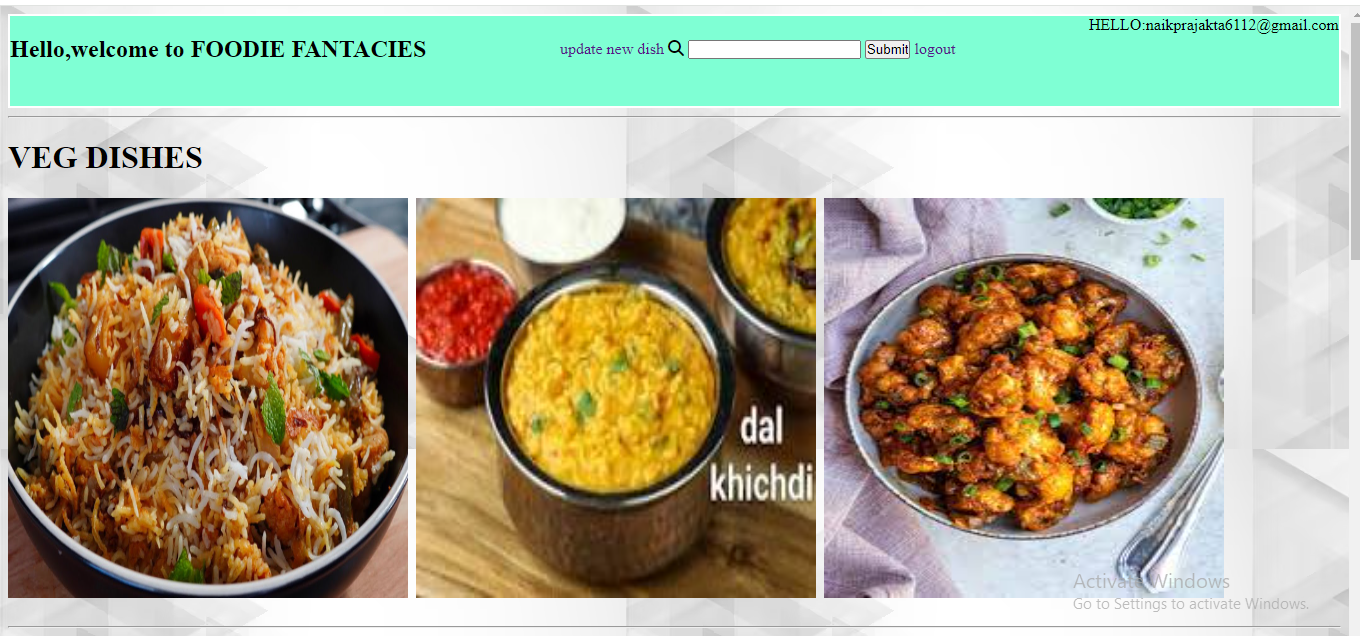 HELLO:naikprajakta6112@gmail.com
Hello,welcome to FOODIE FANTACIES
update new dish Submit logout
VEG DISHES
dal
khichdi
Activate Windows
Go to Settings to activate Windows.